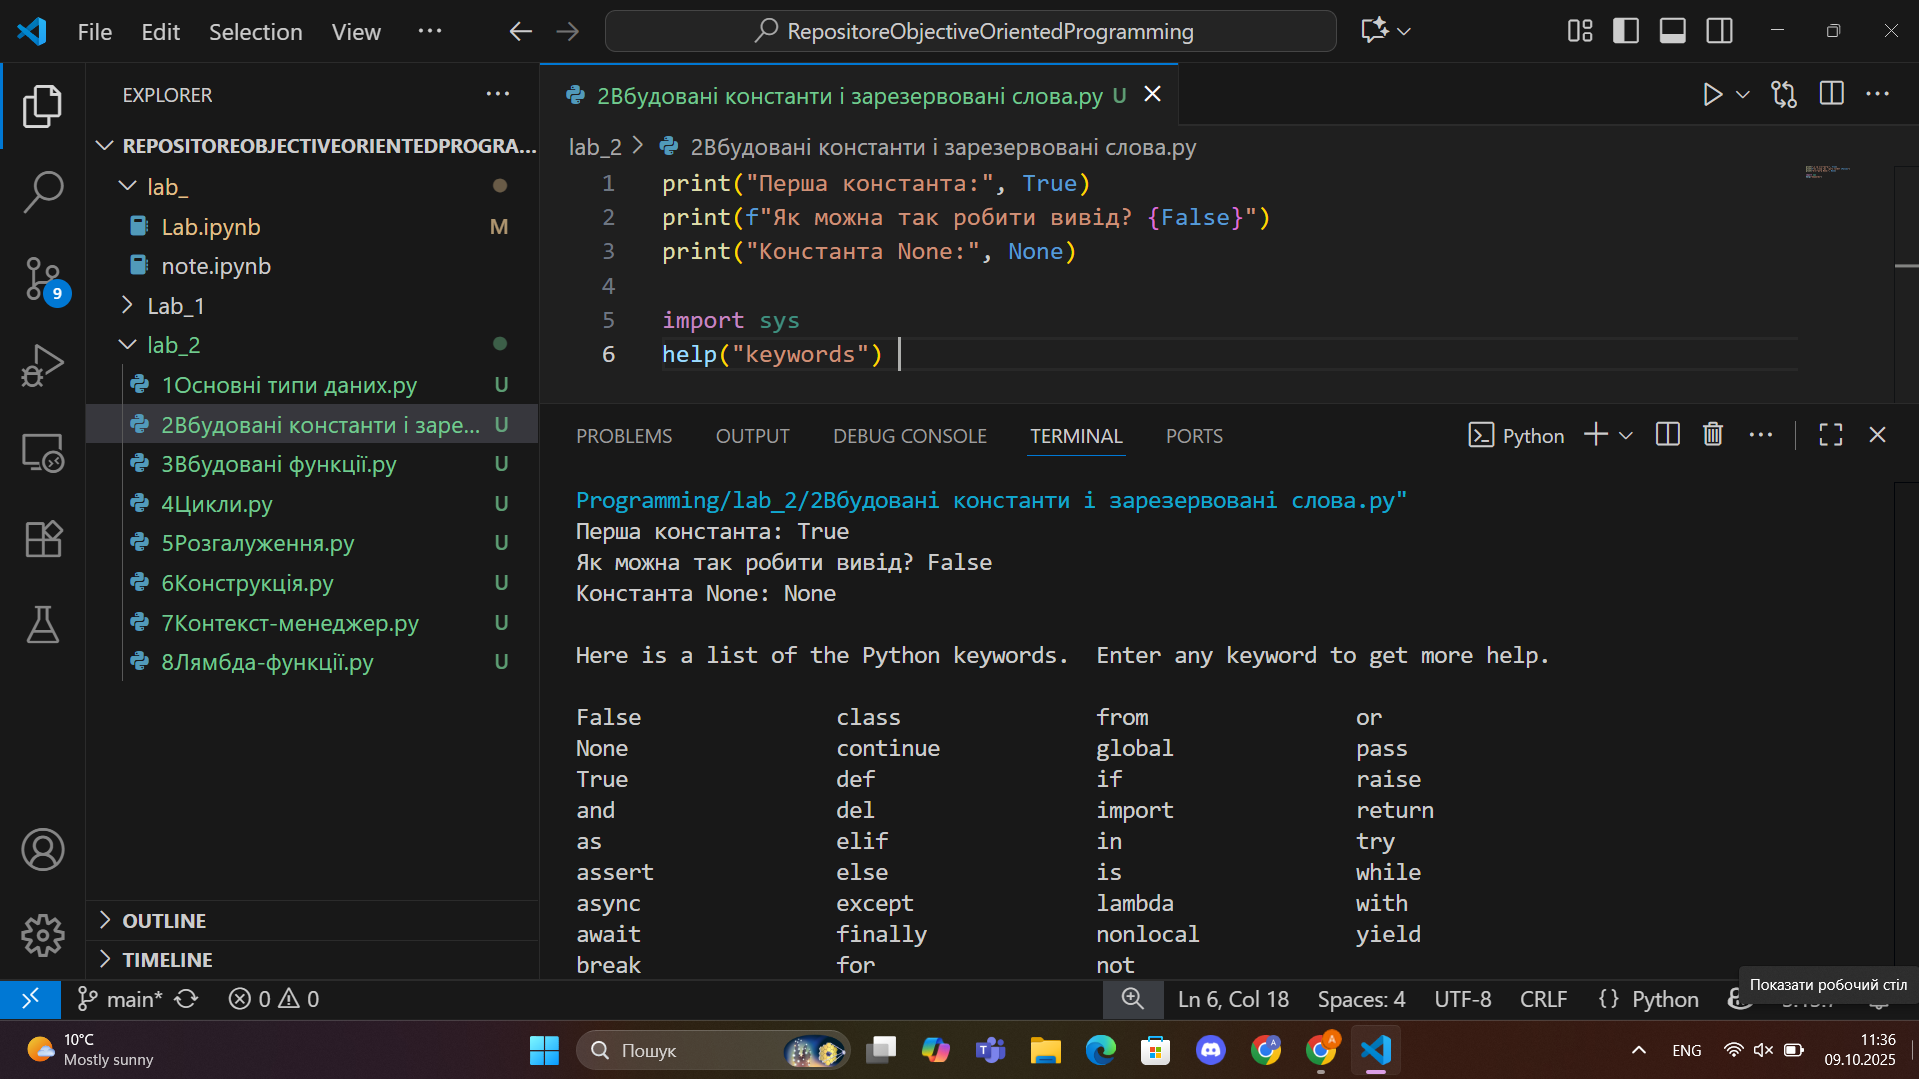 File Edit Selection View ···
RepositoreObjectiveOrientedProgramming
EXPLORER
REPOSITOREOBJECTIVEORIENTEDPROGRA...
lab_
Lab.ipynb M
note.ipynb
Lab_1
lab_2
1Основні типи даних.py U
2Вбудовані константи і заре... U
3Вбудовані функції.py U
4Цикли.py U
5Розгалуження.py U
6Конструкція.py U
7Контекст-менеджер.py U
8Лямбда-функції.py U
OUTLINE
TIMELINE
9
2Вбудовані константи і зарезервовані слова.py U
lab_2 > 2Вбудовані константи і зарезервовані слова.py
1 print("Перша константа:", True)
2 print(f"Як можна так робити вивід? {False}")
3 print("Константа None:", None)
4
5 import sys
6 help("keywords")
PROBLEMS OUTPUT DEBUG CONSOLE TERMINAL PORTS
Python
Programming/lab_2/2Вбудовані константи і зарезервовані слова.py"
Перша константа: True
Як можна так робити вивід? False
Константа None: None
Here is a list of the Python keywords.  Enter any keyword to get more help.
False class from or
None continue global pass
True def if raise
and del import return
as elif in try
assert else is while
async except lambda with
await finally nonlocal yield
break for not
main* 0 0
Ln 6, Col 18 Spaces: 4 UTF-8 CRLF {} Python
Показати робочий стіл
10°C
Mostly sunny
Пошук
ENG
11:36
09.10.2025